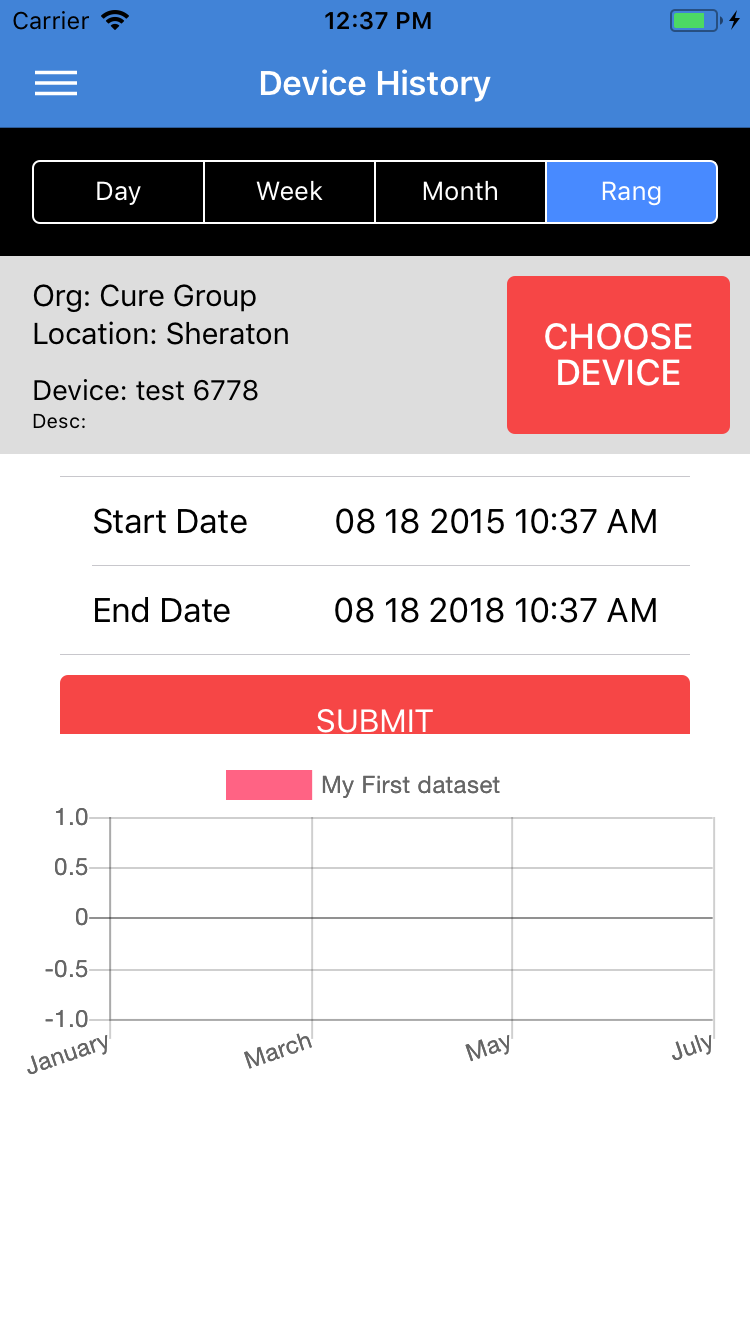 Carrier 12:37 PM
Device History
Day Week Month Rang
Org: Cure Group
Location: Sheraton
Device: test 6778
Desc:
CHOOSE
DEVICE
Start Date 08 18 2015 10:37 AM
End Date 08 18 2018 10:37 AM
SUBMIT
My First dataset
1.0
0.5
0
-0.5
-1.0
January March May July